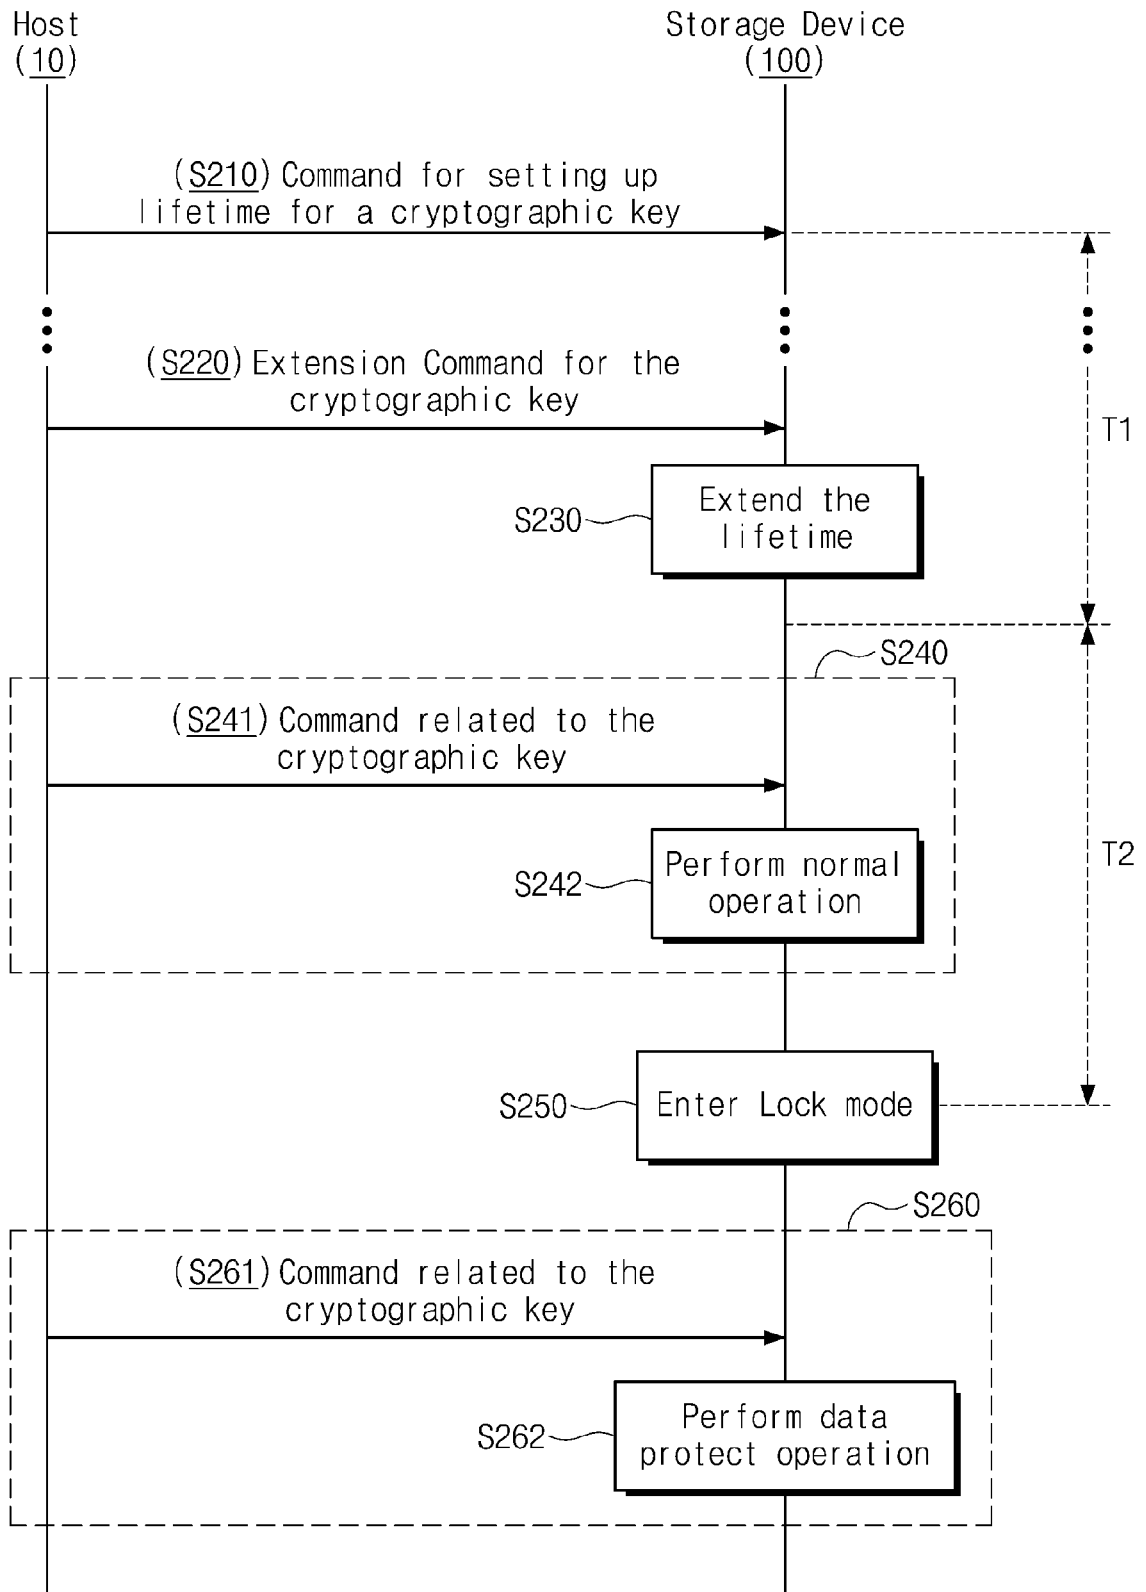 Host
(10)
Storage Device
(100)
(S210) Command for setting up
lifetime for a cryptographic key
(S220) Extension Command for the
cryptographic key
T1
S230
Extend the
lifetime
S240
(S241) Command related to the
cryptographic key
S242
Perform normal
operation
T2
S250
Enter Lock mode
S260
(S261) Command related to the
cryptographic key
S262
Perform data
protect operation